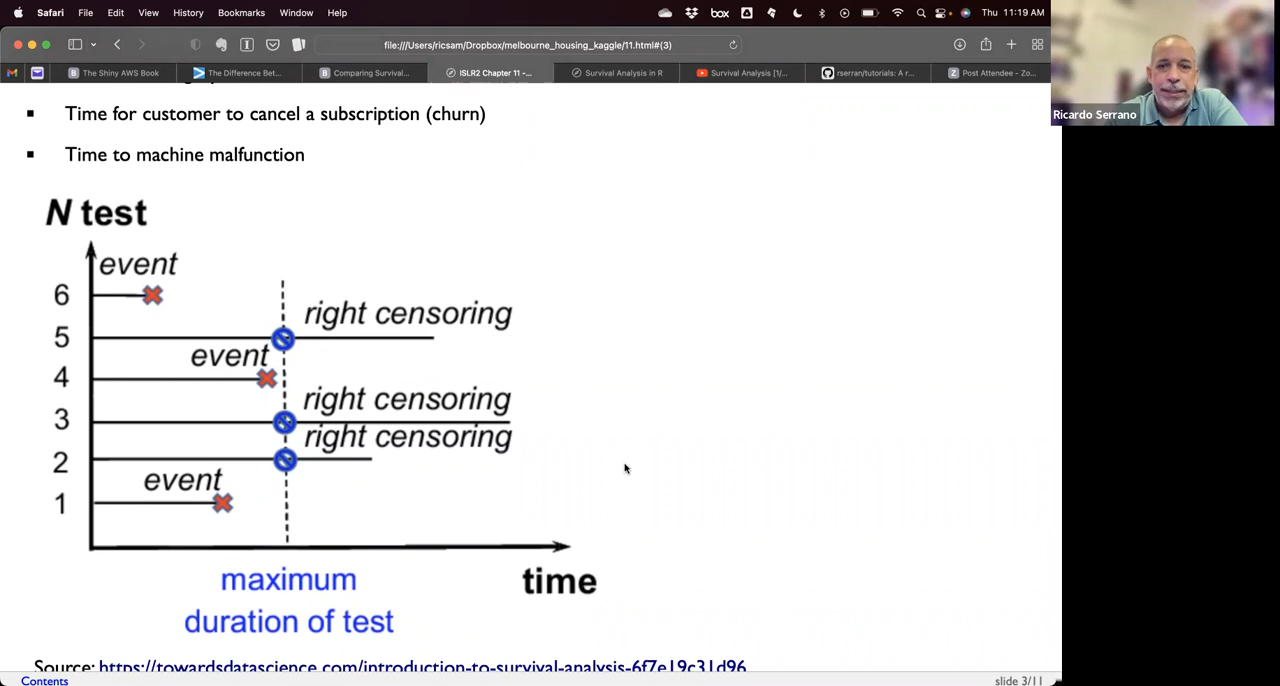 Safari File Edit View History Bookmarks Window Help box Thu 11:19 AM
file:///Users/ricsam/Dropbox/melbourne_housing_kaggle/11.html#(3)
The Shiny AWS Book The Difference Bet... Comparing Survival... ISLR2 Chapter 11 -... Survival Analysis in R Survival Analysis [1/... rserran/tutorials: A r... Post Attendee - Zo...
Ricardo Serrano
▪ Time for customer to cancel a subscription (churn)
▪ Time to machine malfunction
N test
event
6
right censoring
5
event
4
right censoring
3
right censoring
2
event
1
maximum
time
duration of test
Source: https://towardsdatascience.com/introduction-to-survival-analysis-6f7e19c31d96
Contents slide 3/11